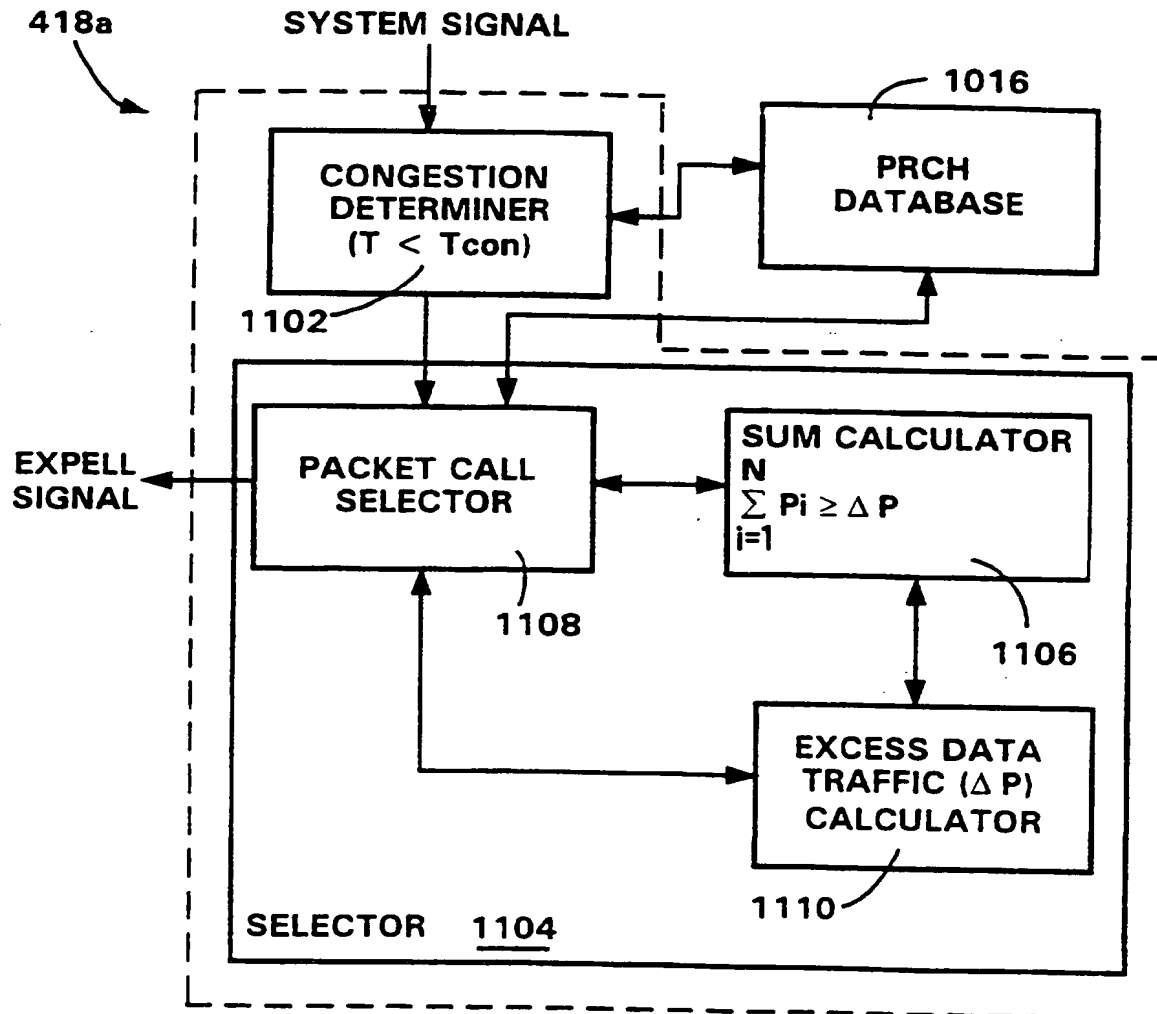 418a
SYSTEM SIGNAL
1016
CONGESTION
DETERMINER
(T < Tcon)
PRCH
DATABASE
1102
EXPELL
SIGNAL
PACKET CALL
SELECTOR
SUM CALCULATOR
N
Σ Pi ≥ Δ P
i=1
1108
1106
EXCESS DATA
TRAFFIC (Δ P)
CALCULATOR
1110
SELECTOR 1104